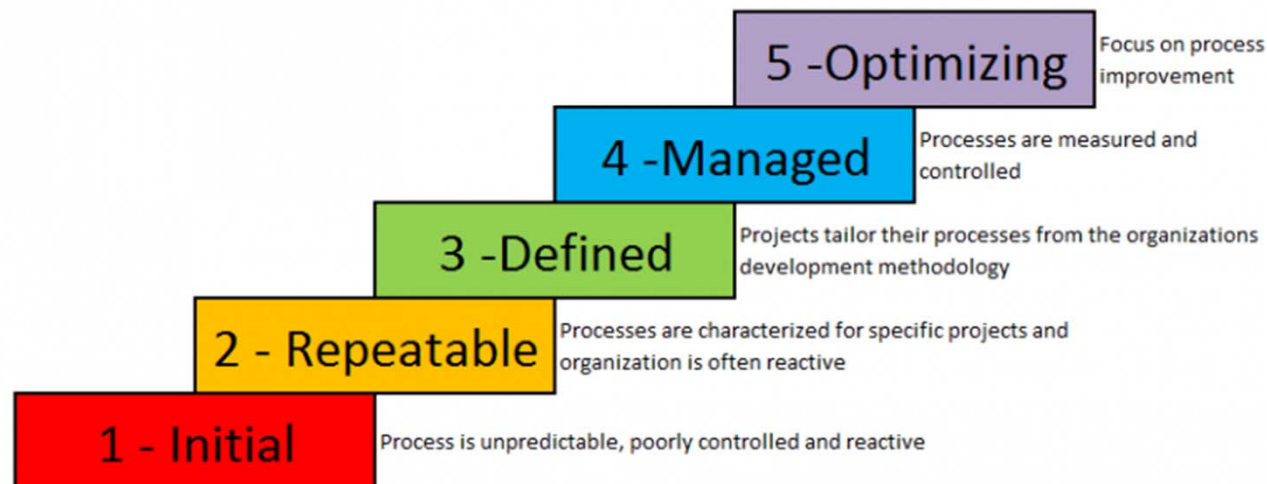 5 -Optimizing
Focus on process
improvement
4 -Managed
Processes are measured and
controlled
3 -Defined
Projects tailor their processes from the organizations
development methodology
2 - Repeatable
Processes are characterized for specific projects and
organization is often reactive
1 - Initial
Process is unpredictable, poorly controlled and reactive